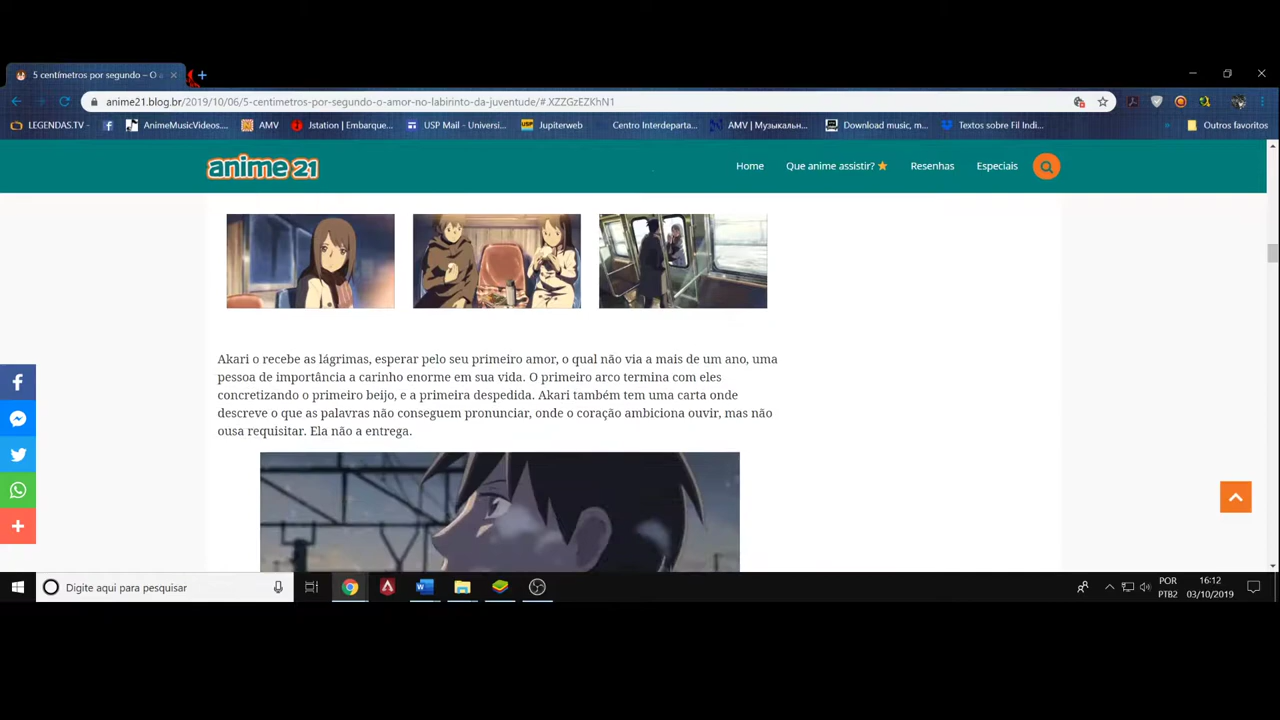 5 centímetros por segundo – O a
anime21.blog.br/2019/10/06/5-centimetros-por-segundo-o-amor-no-labirinto-da-juventude/#.XZZGzEZKhN1
LEGENDAS.TV - AnimeMusicVideos.... AMV Jstation | Embarque... USP Mail - Universi... Jupiterweb Centro Interdeparta... AMV | Музыкальн... Download music, m... Textos sobre Fil Indi... » Outros favoritos
anime 21
Home Que anime assistir? Resenhas Especiais
Akari o recebe as lágrimas, esperar pelo seu primeiro amor, o qual não via a mais de um ano, uma
pessoa de importância a carinho enorme em sua vida. O primeiro arco termina com eles
concretizando o primeiro beijo, e a primeira despedida. Akari também tem uma carta onde
descreve o que as palavras não conseguem pronunciar, onde o coração ambiciona ouvir, mas não
ousa requisitar. Ela não a entrega.
Digite aqui para pesquisar
POR
PTB2
16:12
03/10/2019